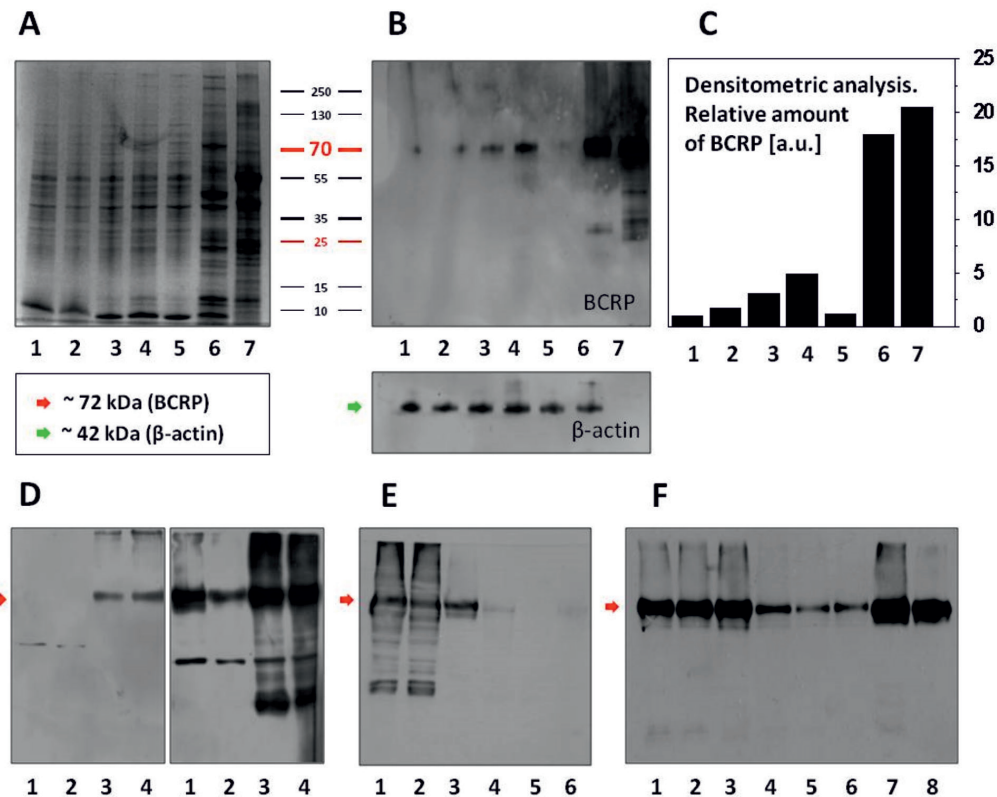 A
B
C
250
130
70
55
35
25
15
10
BCRP
Densitometric analysis.
Relative amount
of BCRP [a.u.]
25
20
15
10
5
0
1 2 3 4 5 6 7
1 2 3 4 5 6 7
1 2 3 4 5 6 7
~ 72 kDa (BCRP)
~ 42 kDa (β-actin)
β-actin
D
E
F
1 2 3 4 1 2 3 4
1 2 3 4 5 6
1 2 3 4 5 6 7 8